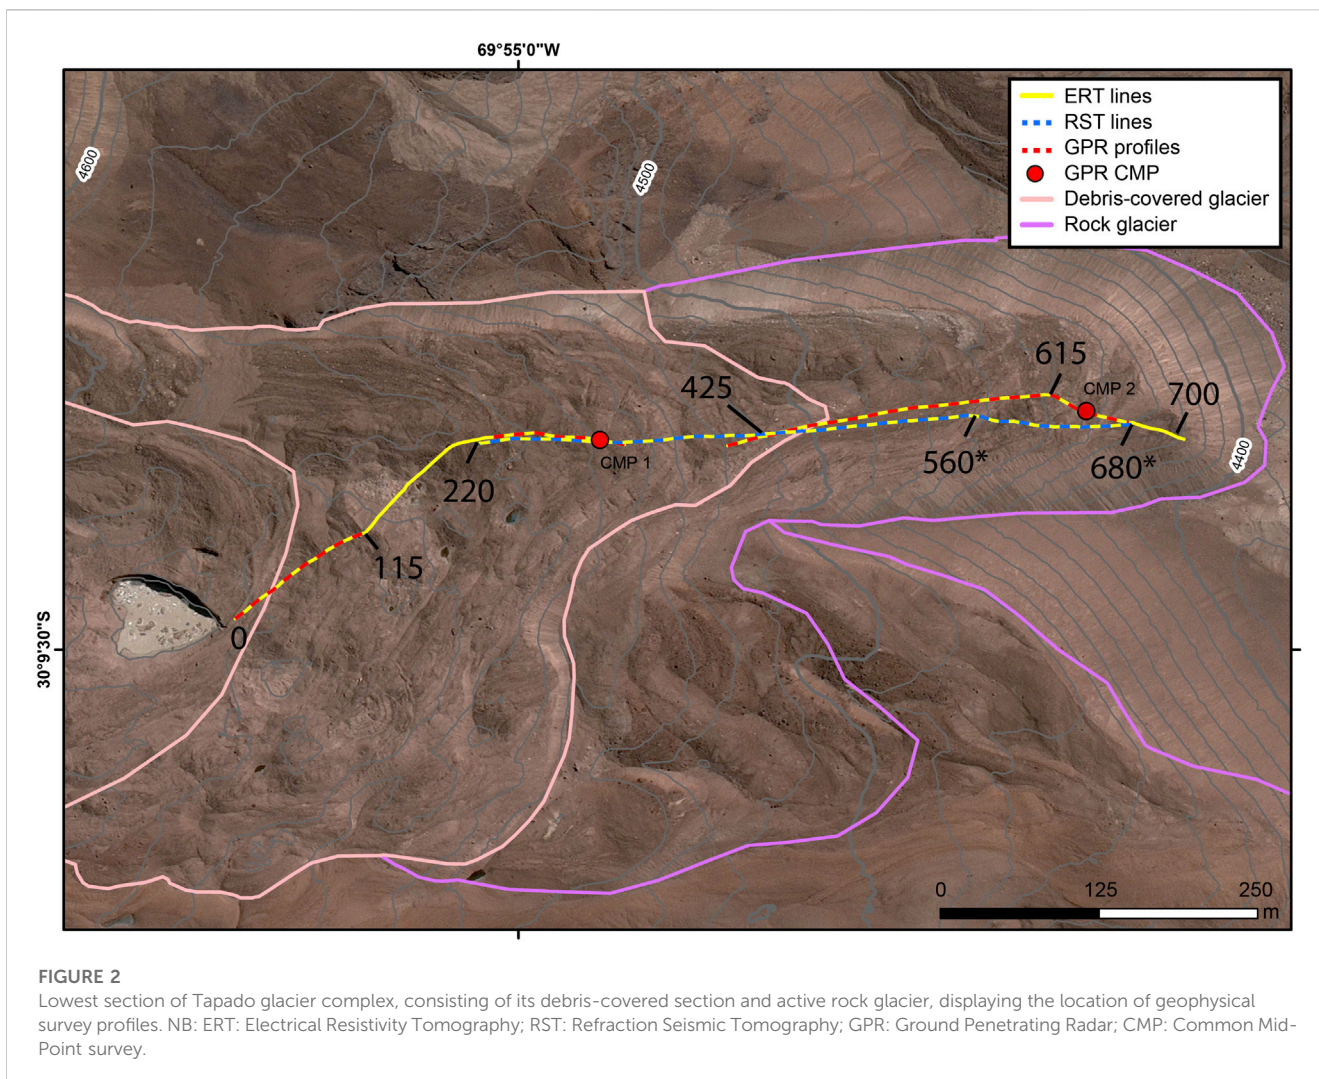 69°55'0"W
ERT lines
RST lines
GPR profiles
GPR CMP
Debris-covered glacier
Rock glacier
4600
4500
615
CMP 2
700
425
CMP 1
220
560*
680*
4400
115
0
30°9'30"S
0 125 250
m
FIGURE 2
Lowest section of Tapado glacier complex, consisting of its debris-covered section and active rock glacier, displaying the location of geophysical
survey profiles. NB: ERT: Electrical Resistivity Tomography; RST: Refraction Seismic Tomography; GPR: Ground Penetrating Radar; CMP: Common Mid-
Point survey.